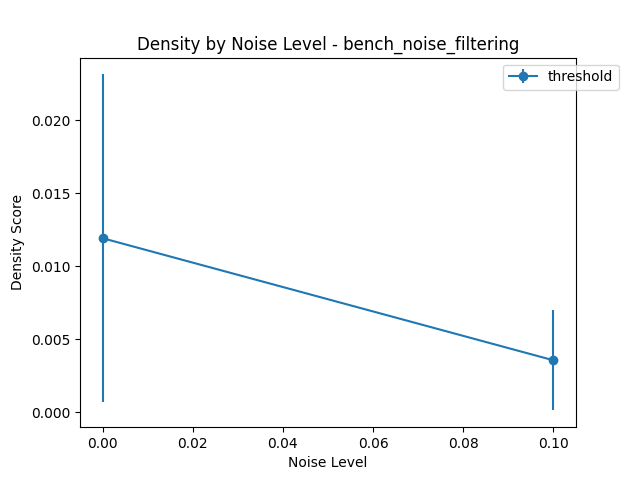 Density by Noise Level - bench_noise_filtering
threshold
0.020
0.015
0.010
0.005
0.000
Density Score
0.00 0.02 0.04 0.06 0.08 0.10
Noise Level